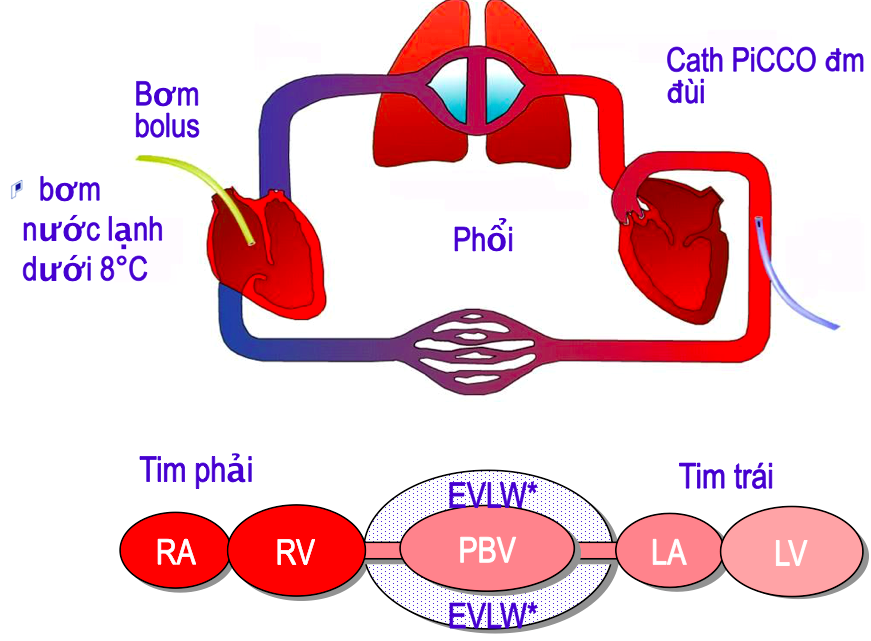 Cath PiCCO đm
đùi
Bơm
bolus
bơm
nước lạnh
dưới 8°C
Phổi
Tim phải
Tim trái
EVLW*
RA
RV
PBV
LA
LV
EVLW*